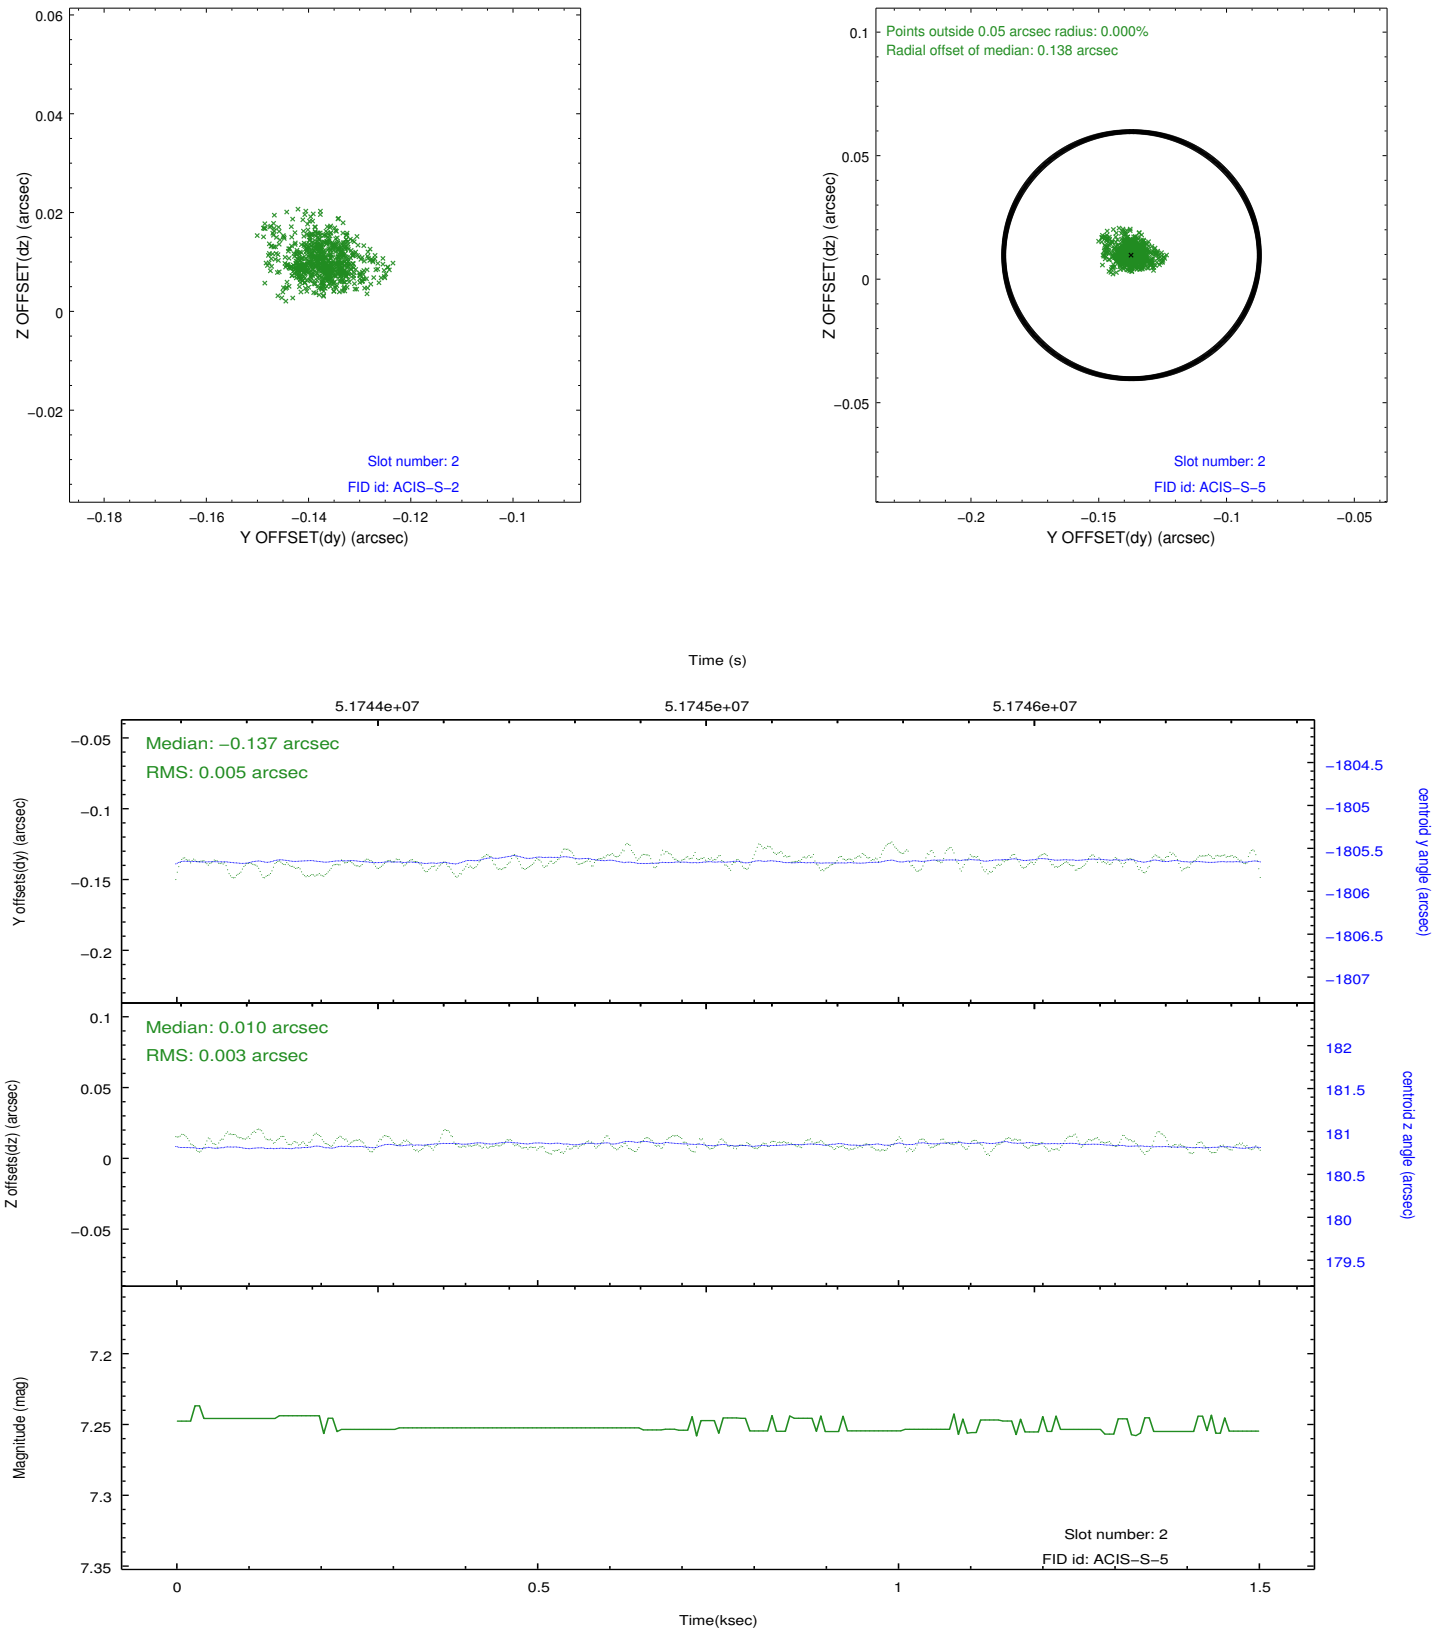 0.06
0.04
0.02
0
−0.02
Z OFFSET(dz) (arcsec)
Slot number: 2
FID id: ACIS−S−2
−0.18
−0.16
−0.14
−0.12
−0.1
Y OFFSET(dy) (arcsec)
Points outside 0.05 arcsec radius: 0.000%
Radial offset of median: 0.138 arcsec
0.1
0.05
0
−0.05
Z OFFSET(dz) (arcsec)
Slot number: 2
FID id: ACIS−S−5
−0.2
−0.15
−0.1
−0.05
Y OFFSET(dy) (arcsec)
Time (s)
5.1744e+07
5.1745e+07
5.1746e+07
Median: −0.137 arcsec
RMS: 0.005 arcsec
−0.05
−0.1
−0.15
−0.2
Y offsets(dy) (arcsec)
−1804.5
−1805
−1805.5
−1806
−1806.5
−1807
centroid y angle (arcsec)
Median: 0.010 arcsec
RMS: 0.003 arcsec
0.1
0.05
0
−0.05
Z offsets(dz) (arcsec)
182
181.5
181
180.5
180
179.5
centroid z angle (arcsec)
7.2
7.25
7.3
7.35
Magnitude (mag)
Slot number: 2
FID id: ACIS−S−5
0
0.5
1
1.5
Time(ksec)